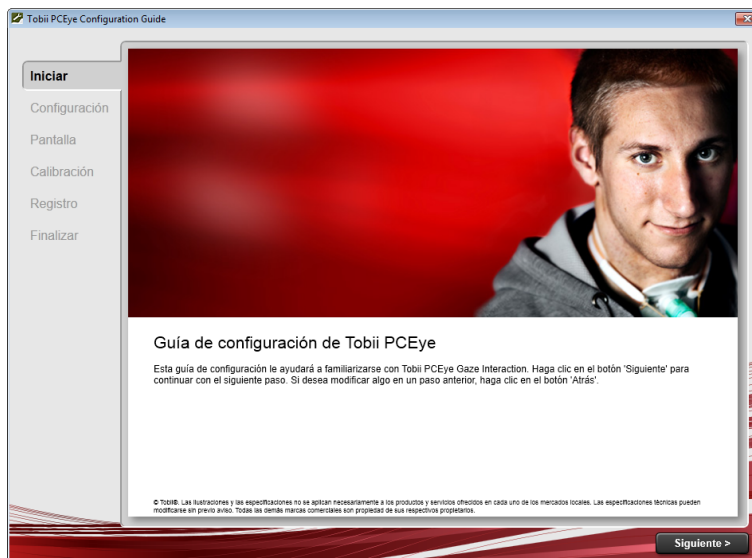 Tobii PCEye Configuration Guide
Iniciar
Configuración
Pantalla
Calibración
Registro
Finalizar
Guía de configuración de Tobii PCEye
Esta guía de configuración le ayudará a familiarizarse con Tobii PCEye Gaze Interaction. Haga clic en el botón 'Siguiente' para
continuar con el siguiente paso. Si desea modificar algo en un paso anterior, haga clic en el botón 'Atrás'.
© Tobii®. Las ilustraciones y las especificaciones no se aplican necesariamente a los productos y servicios ofrecidos en cada uno de los mercados locales. Las especificaciones técnicas pueden
modificarse sin previo aviso. Todas las demás marcas comerciales son propiedad de sus respectivos propietarios.
Siguiente >